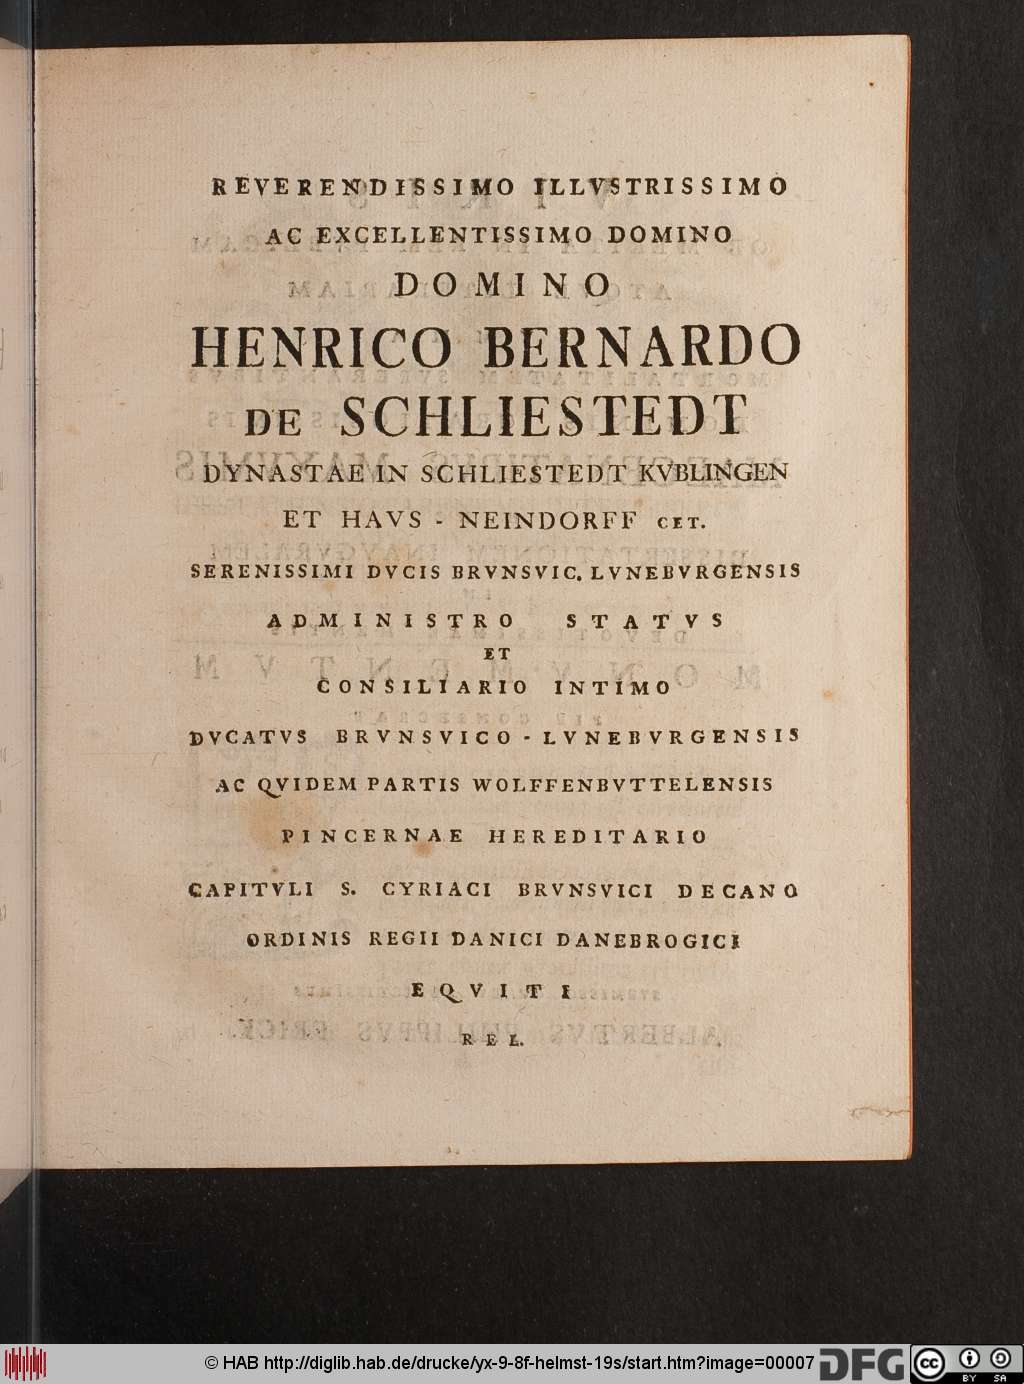 REVERENDISSIMO ILLVSTRISSIMO
AC EXCELLENTISSIMO DOMINO
DOMINO
HENRICO BERNARDO
DE SCHLIESTEDT
DYNASTAE IN SCHLIESTEDT KVBLINGEN
ET HAVS - NEINDORFF CET.
SERENISSIMI DVCIS BRVNSVIC. LVNEBVRGENSIS
ADMINISTRO STATVS
ET
CONSILIARIO INTIMO
DVCATVS BRVNSVICO - LVNEBVRGENSIS
AC QVIDEM PARTIS WOLFFENBVTTELENSIS
PINCERNAE HEREDITARIO
CAPITVLI S. CYRIACI BRVNSVICI DECANO
ORDINIS REGII DANICI DANEBROGICI
EQVITI
REL.
© HAB http://diglib.hab.de/drucke/yx-9-8f-helmst-19s/start.htm?image=00007
DFG
cc BY SA